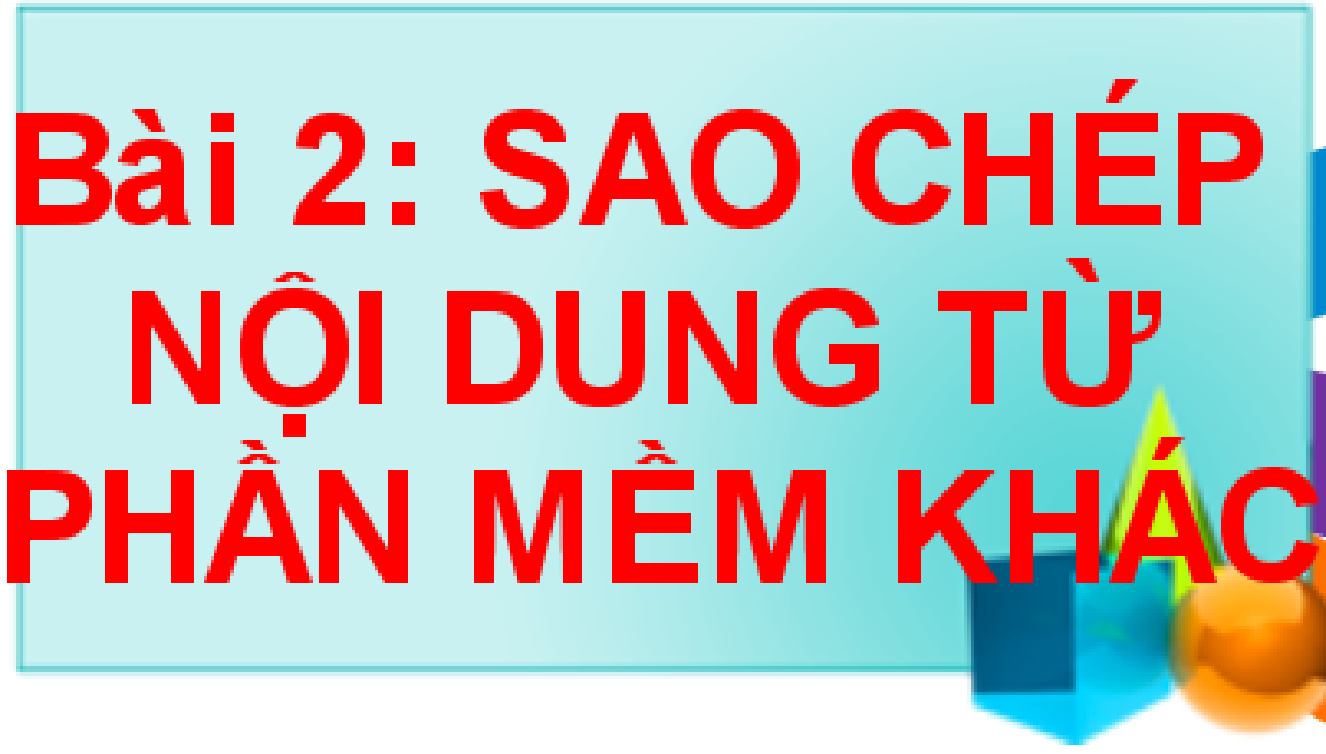 Bài 2: SAO CHÉP
NỘI DUNG TỪ
PHẦN MỀM KHÁC